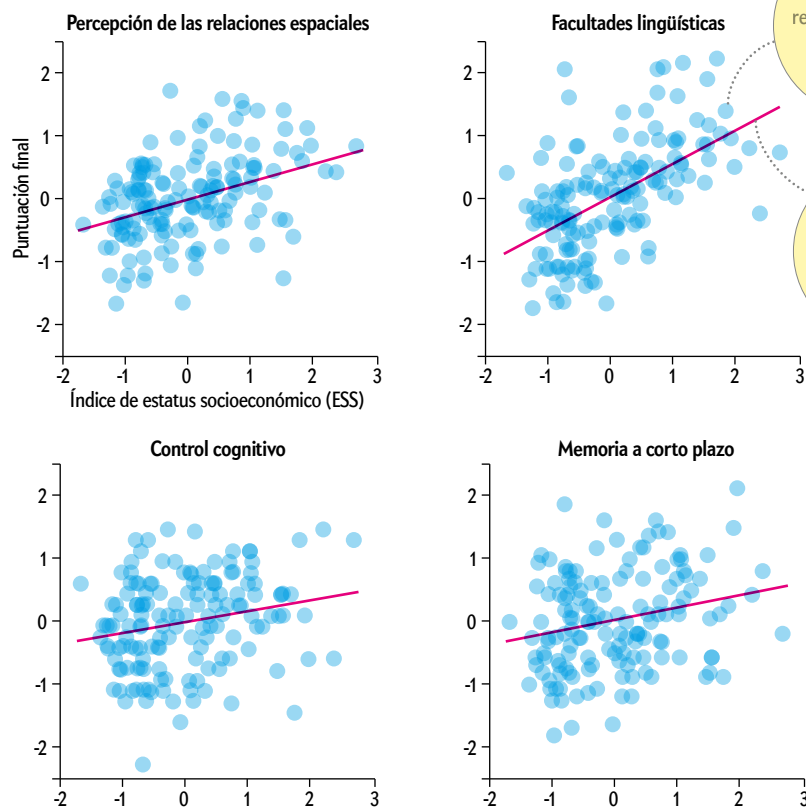 Percepción de las relaciones espaciales
2
1
0
-1
-2
Puntuación final
-2 -1 0 1 2 3
Índice de estatus socioeconómico (ESS)
Facultades lingüísticas
re
2
1
0
-1
-2
-2 -1 0 1 2 3
Control cognitivo
2
1
0
-1
-2
-2 -1 0 1 2 3
Memoria a corto plazo
2
1
0
-1
-2
-2 -1 0 1 2 3